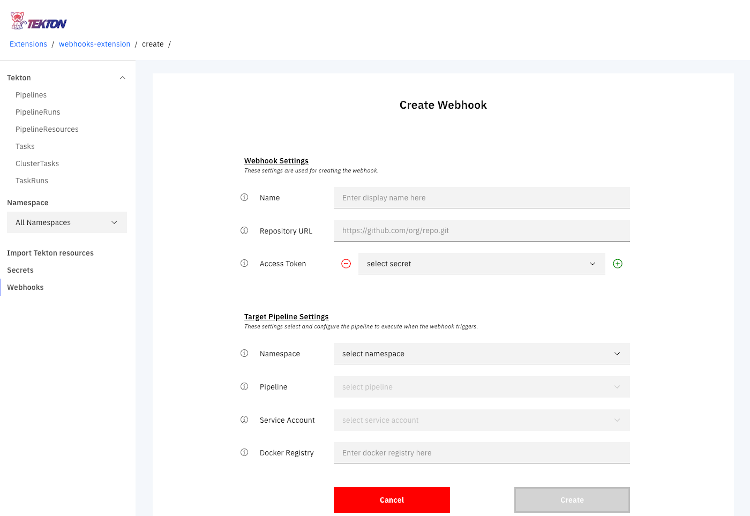 TEKTON
Extensions / webhooks-extension / create /
Tekton
Pipelines
PipelineRuns
PipelineResources
Tasks
ClusterTasks
TaskRuns
Namespace
All Namespaces
Import Tekton resources
Secrets
Webhooks
Create Webhook
Webhook Settings
These settings are used for creating the webhook.
Name
Enter display name here
Repository URL
https://github.com/org/repo.git
Access Token
select secret
Target Pipeline Settings
These settings select and configure the pipeline to execute when the webhook triggers.
Namespace
select namespace
Pipeline
select pipeline
Service Account
select service account
Docker Registry
Enter docker registry here
Cancel
Create